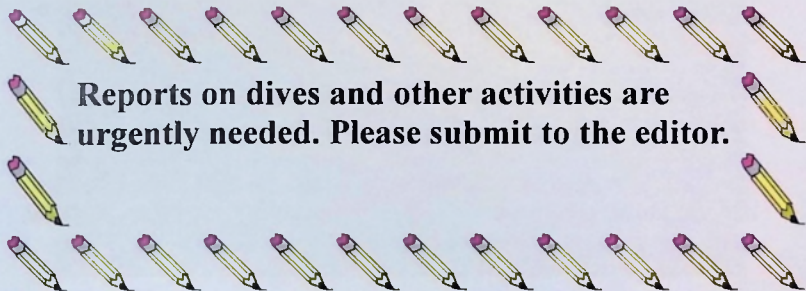 Reports on dives and other activities are
urgently needed. Please submit to the editor.